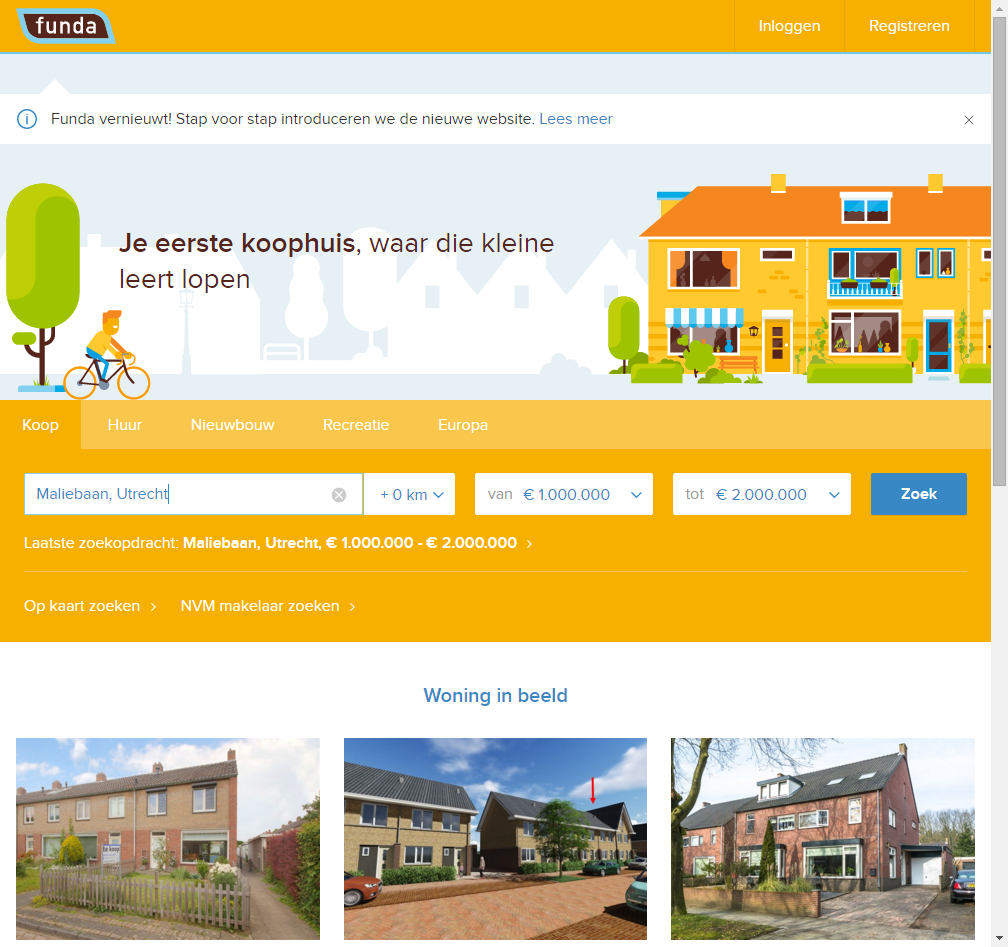 funda
Inloggen
Registreren
Funda vernieuwt! Stap voor stap introduceren we de nieuwe website. Lees meer
Je eerste koophuis, waar die kleine
leert lopen
Koop
Huur
Nieuwbouw
Recreatie
Europa
Maliebaan, Utrecht
+ 0 km
van € 1.000.000
tot € 2.000.000
Zoek
Laatste zoekopdracht: Maliebaan, Utrecht, € 1.000.000 - € 2.000.000
Op kaart zoeken
NVM makelaar zoeken
Woning in beeld
te koop